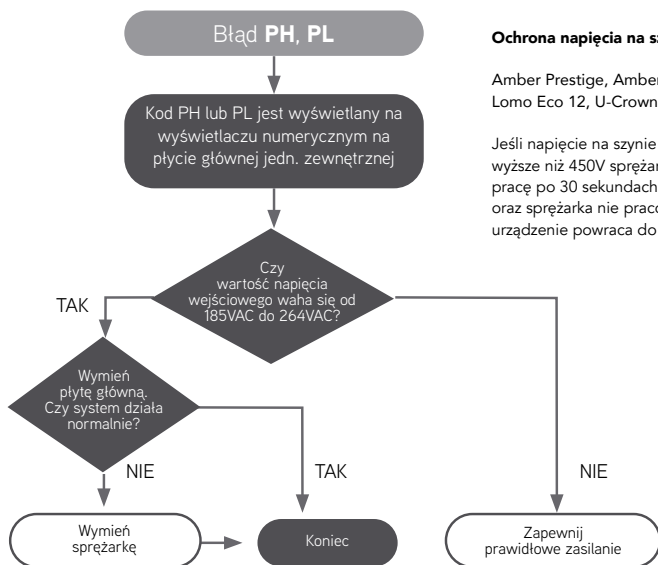 Błąd PH, PL
Kod PH lub PL jest wyświetlany na
wyświetlaczu numerycznym na
płycie głównej jedn. zewnętrznej
Czy
wartość napięcia
wejściowego waha się od
185VAC do 264VAC?
TAK
NIE
Wymień
płytę główną.
Czy system działa
normalnie?
NIE
TAK
Wymień
sprężarkę
Koniec
Zapewnij
prawidłowe zasilanie
Ochrona napięcia na
Amber Prestige, Amber
Lomo Eco 12, U-Crown
Jeśli napięcie na szynie
wyższe niż 450V
pracę po 30 sekundach
oraz sprężarka nie
urządzenie powraca do